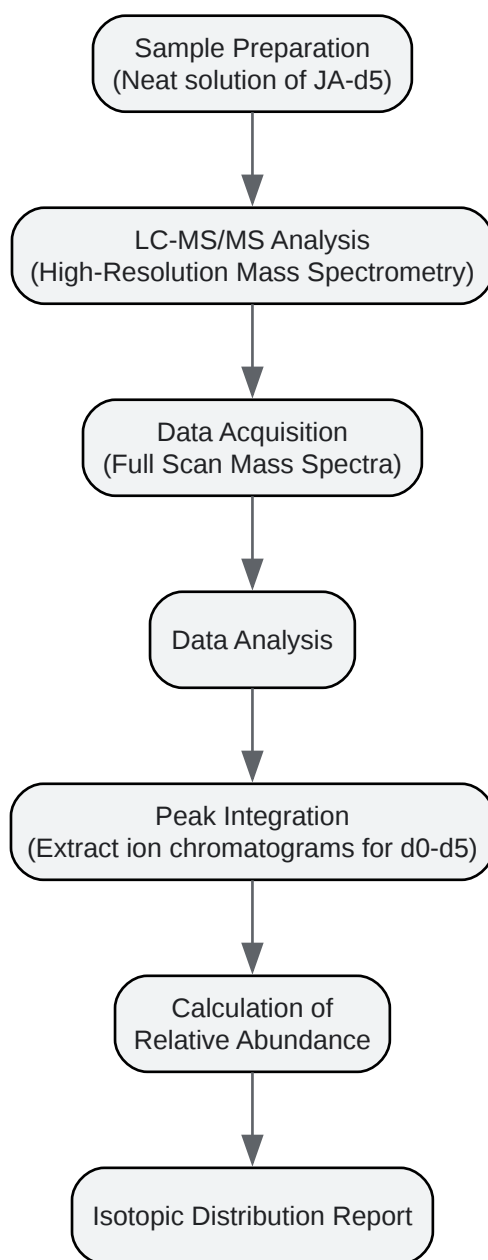 Sample Preparation
(Neat solution of JA-d5)
LC-MS/MS Analysis
(High-Resolution Mass Spectrometry)
Data Acquisition
(Full Scan Mass Spectra)
Data Analysis
Peak Integration
(Extract ion chromatograms for d0-d5)
Calculation of
Relative Abundance
Isotopic Distribution Report